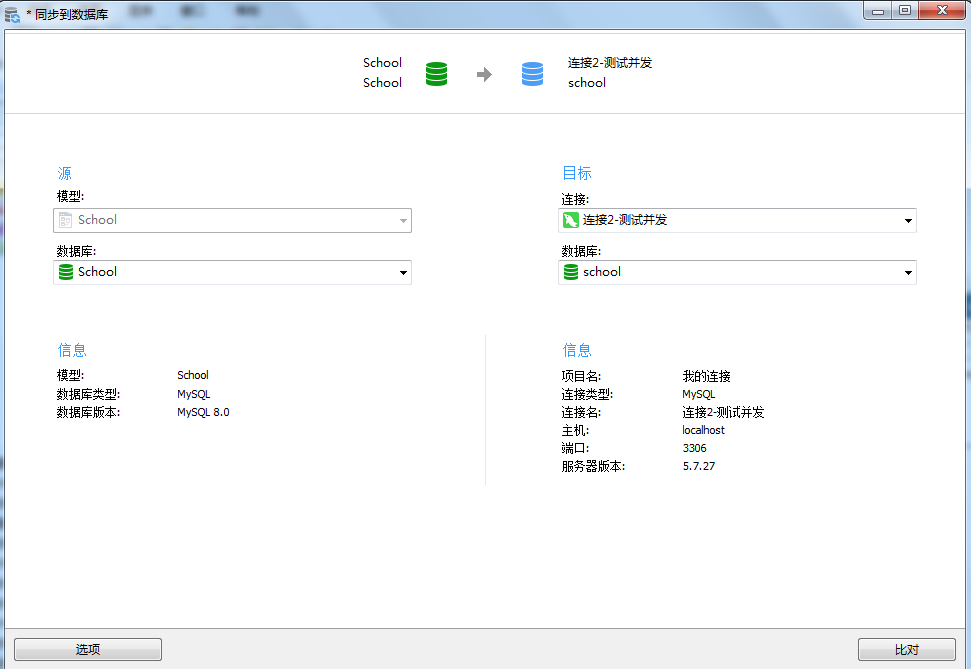 * 同步到数据库
School
School
连接2-测试并发
school
源
模型:
School
数据库:
School
目标
连接:
连接2-测试并发
数据库:
school
信息
模型: School
数据库类型: MySQL
数据库版本: MySQL 8.0
信息
项目名: 我的连接
连接类型: MySQL
连接名: 连接2-测试并发
主机: localhost
端口: 3306
服务器版本: 5.7.27
选项
比对